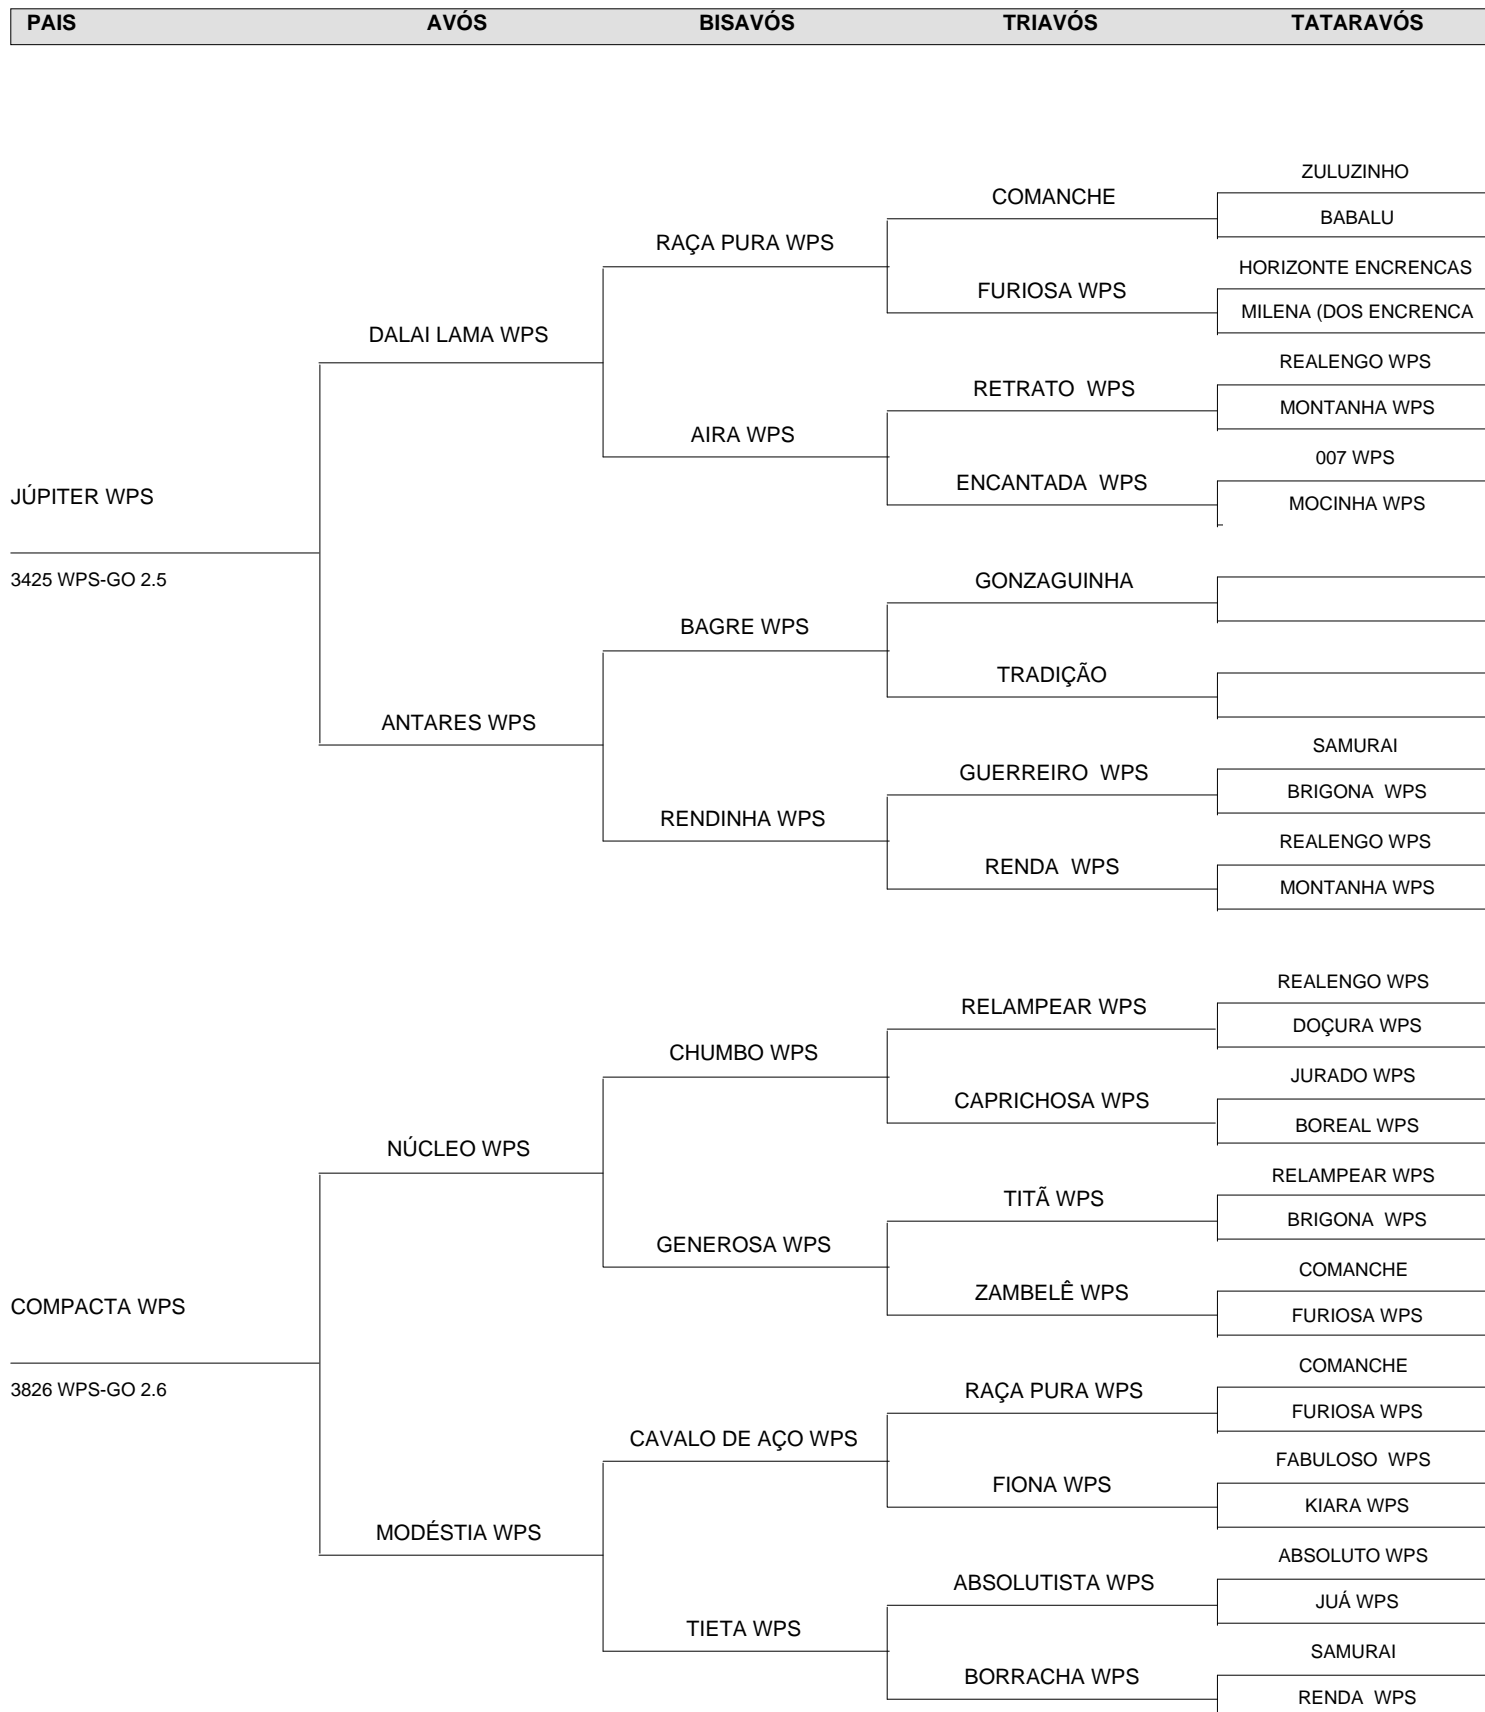 PAIS AVÓS BISAVÓS TRIAVÓS TATARAVÓS
ZULUZINHO
COMANCHE
BABALU
RAÇA PURA WPS
HORIZONTE ENCRENCAS
FURIOSA WPS
MILENA (DOS ENCRENCA
DALAI LAMA WPS
REALENGO WPS
RETRATO WPS
MONTANHA WPS
AIRA WPS
007 WPS
ENCANTADA WPS
JÚPITER WPS
MOCINHA WPS
3425 WPS-GO 2.5
GONZAGUINHA
BAGRE WPS
TRADIÇÃO
ANTARES WPS
SAMURAI
GUERREIRO WPS
BRIGONA WPS
RENDINHA WPS
REALENGO WPS
RENDA WPS
MONTANHA WPS
REALENGO WPS
RELAMPEAR WPS
DOÇURA WPS
CHUMBO WPS
JURADO WPS
CAPRICHOSA WPS
BOREAL WPS
NÚCLEO WPS
RELAMPEAR WPS
TITÃ WPS
BRIGONA WPS
GENEROSA WPS
COMANCHE
ZAMBELÊ WPS
COMPACTA WPS
FURIOSA WPS
COMANCHE
3826 WPS-GO 2.6
RAÇA PURA WPS
FURIOSA WPS
CAVALO DE AÇO WPS
FABULOSO WPS
FIONA WPS
KIARA WPS
MODÉSTIA WPS
ABSOLUTO WPS
ABSOLUTISTA WPS
JUÁ WPS
TIETA WPS
SAMURAI
BORRACHA WPS
RENDA WPS